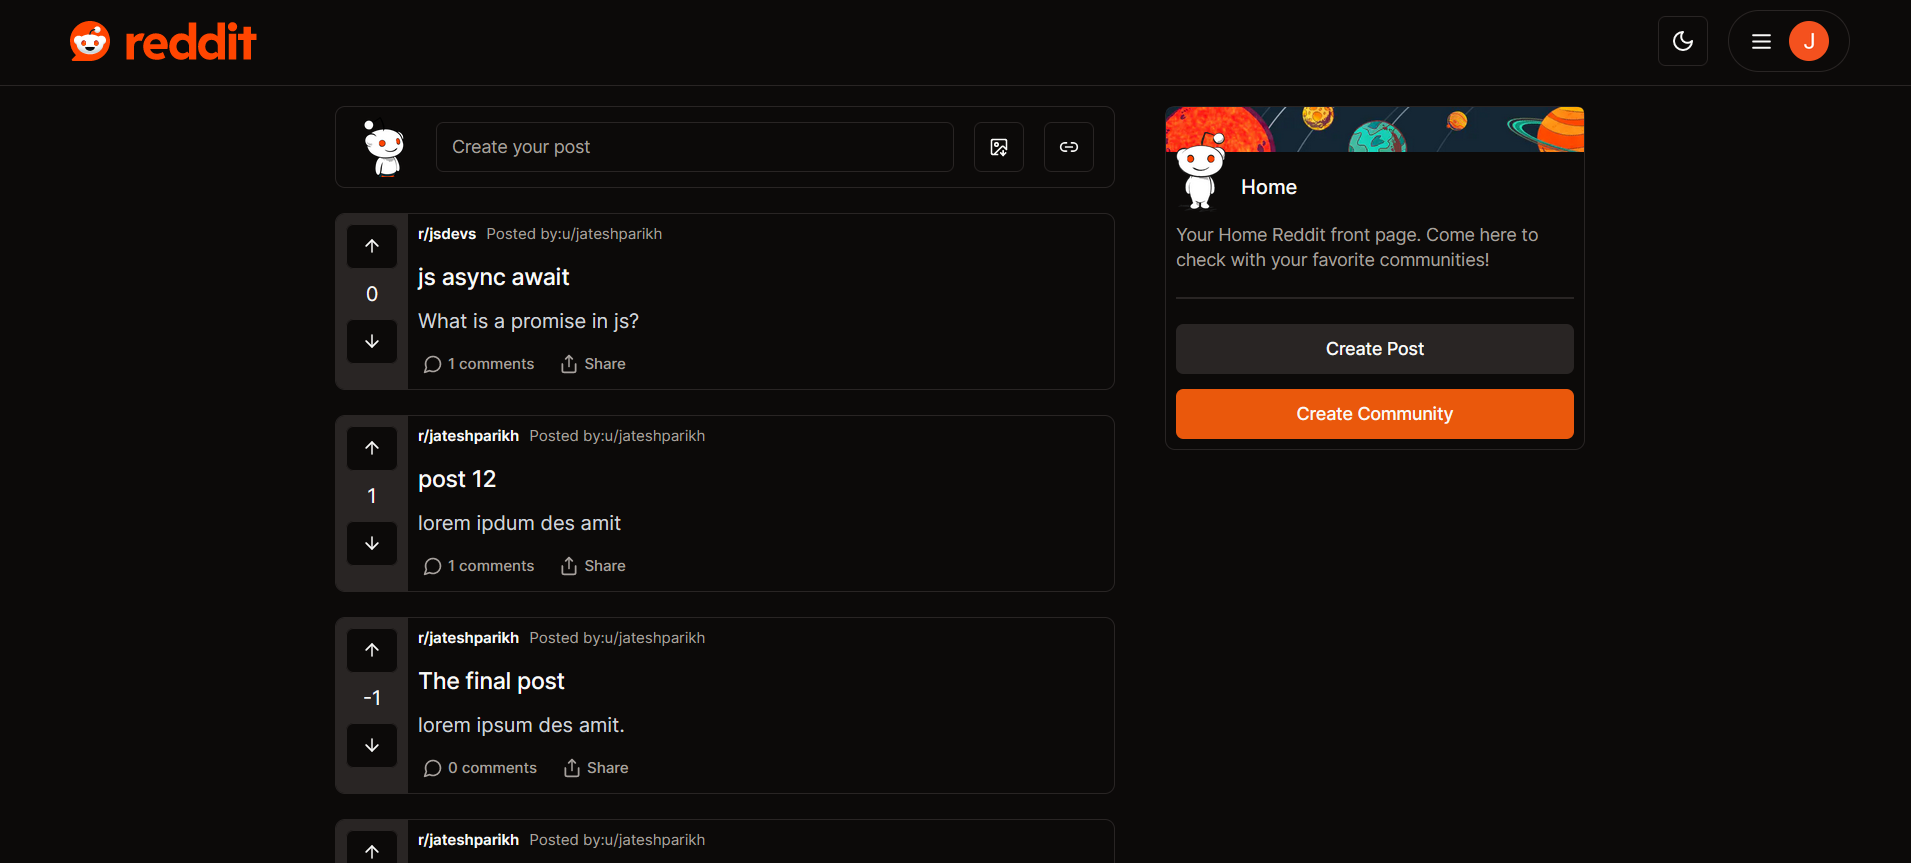 reddit
J
Create your post
r/jsdevs Posted by:u/jateshparikh
js async await
0
What is a promise in js?
1 comments Share
r/jateshparikh Posted by:u/jateshparikh
post 12
1
lorem ipdum des amit
1 comments Share
r/jateshparikh Posted by:u/jateshparikh
The final post
-1
lorem ipsum des amit.
0 comments Share
r/jateshparikh Posted by:u/jateshparikh
Home
Your Home Reddit front page. Come here to
check with your favorite communities!
Create Post
Create Community